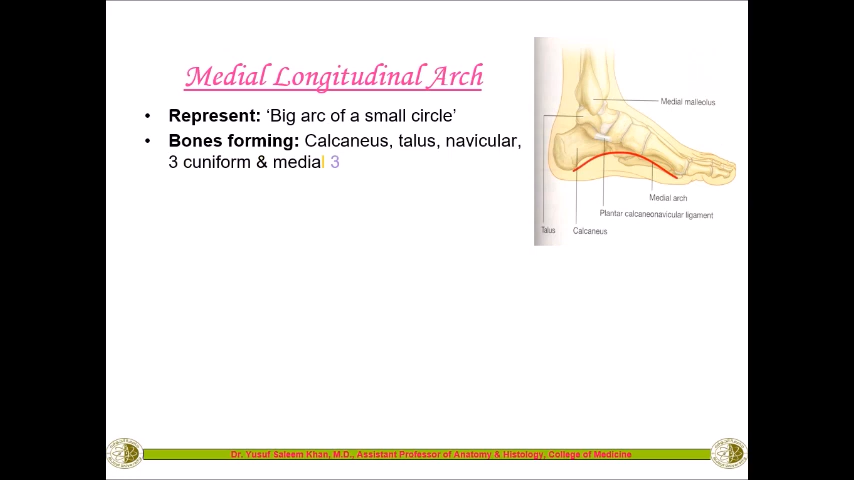 Medial Longitudinal Arch
• Represent: ‘Big arc of a small circle’
• Bones forming: Calcaneus, talus, navicular,
3 cuniform & medial 3
Medial malleolus
Medial arch
Plantar calcaneonavicular ligament
Talus
Calcaneus
Dr. Yusuf Saleem Khan, M.D., Assistant Professor of Anatomy & Histology, College of Medicine